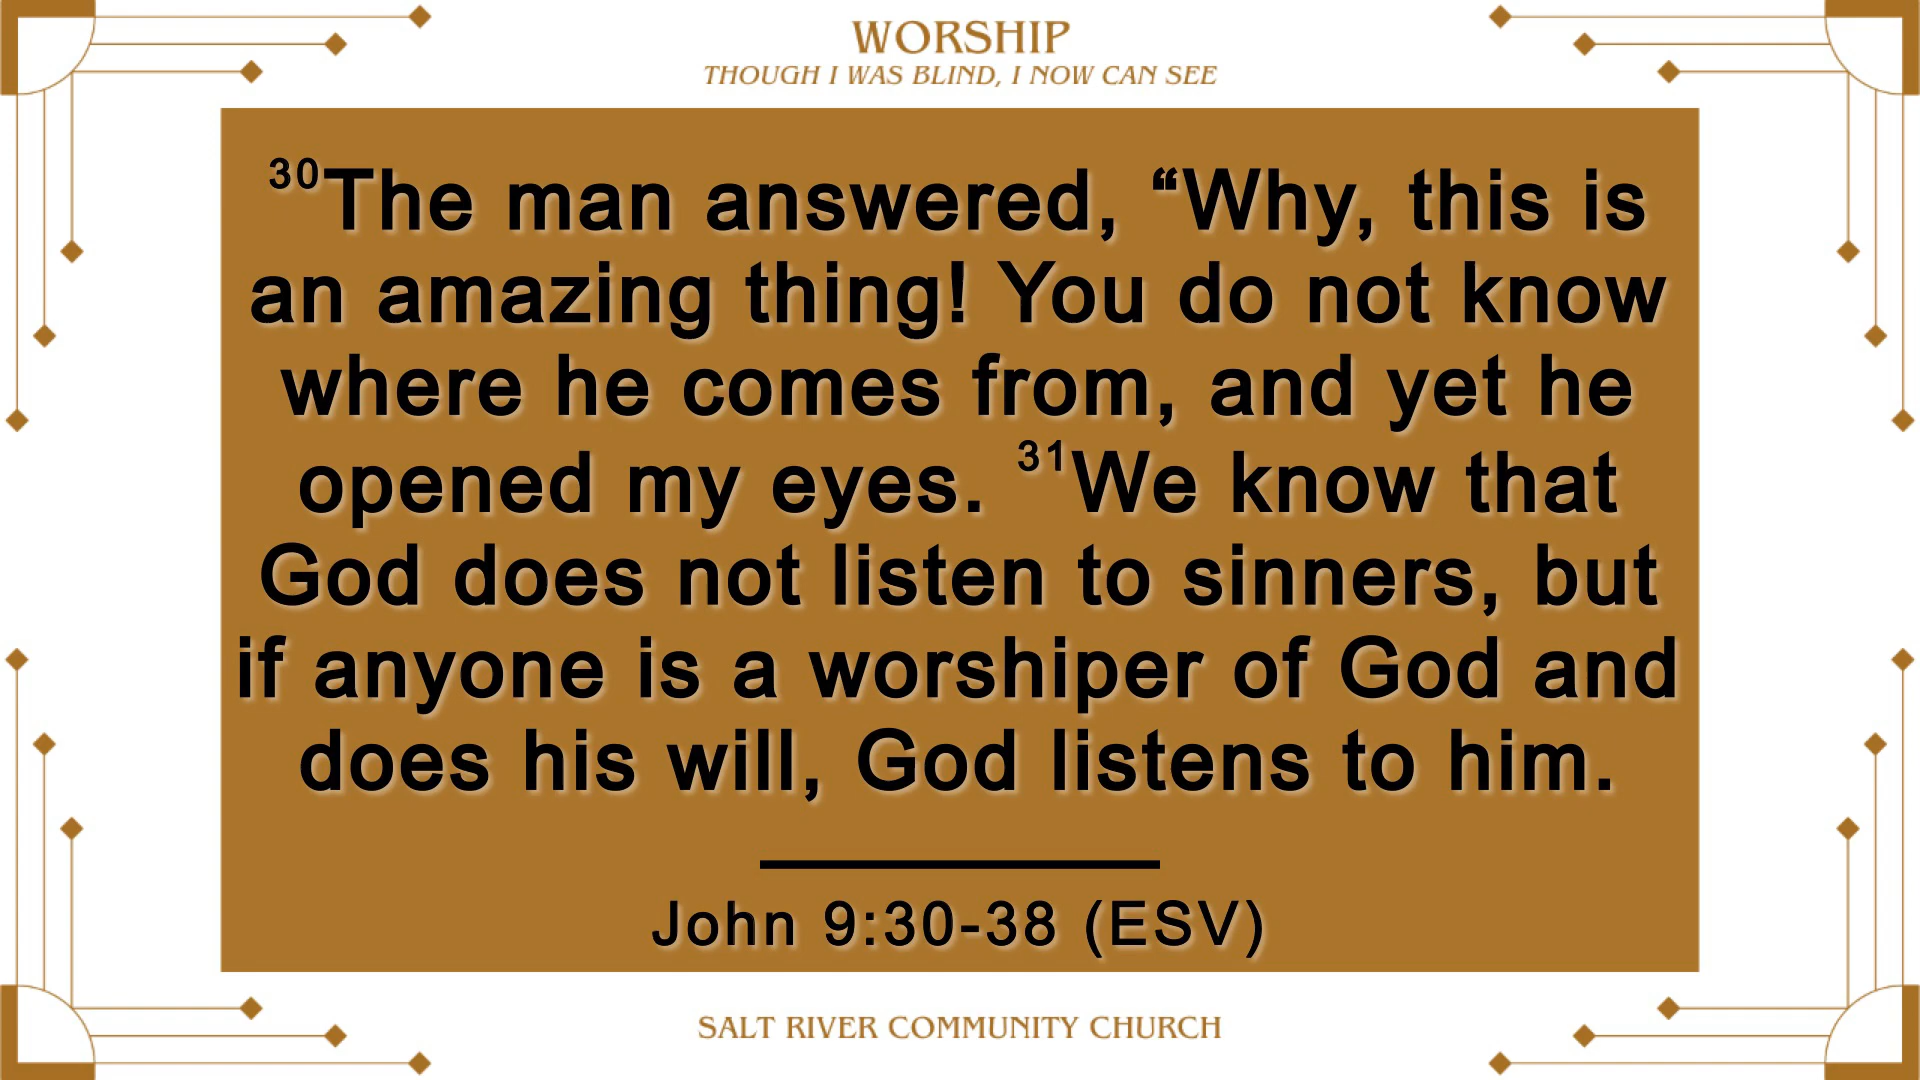 WORSHIP
THOUGH I WAS BLIND, I NOW CAN SEE
³⁰The man answered, “Why, this is
an amazing thing! You do not know
where he comes from, and yet he
opened my eyes. ³¹We know that
God does not listen to sinners, but
if anyone is a worshiper of God and
does his will, God listens to him.
John 9:30-38 (ESV)
SALT RIVER COMMUNITY CHURCH